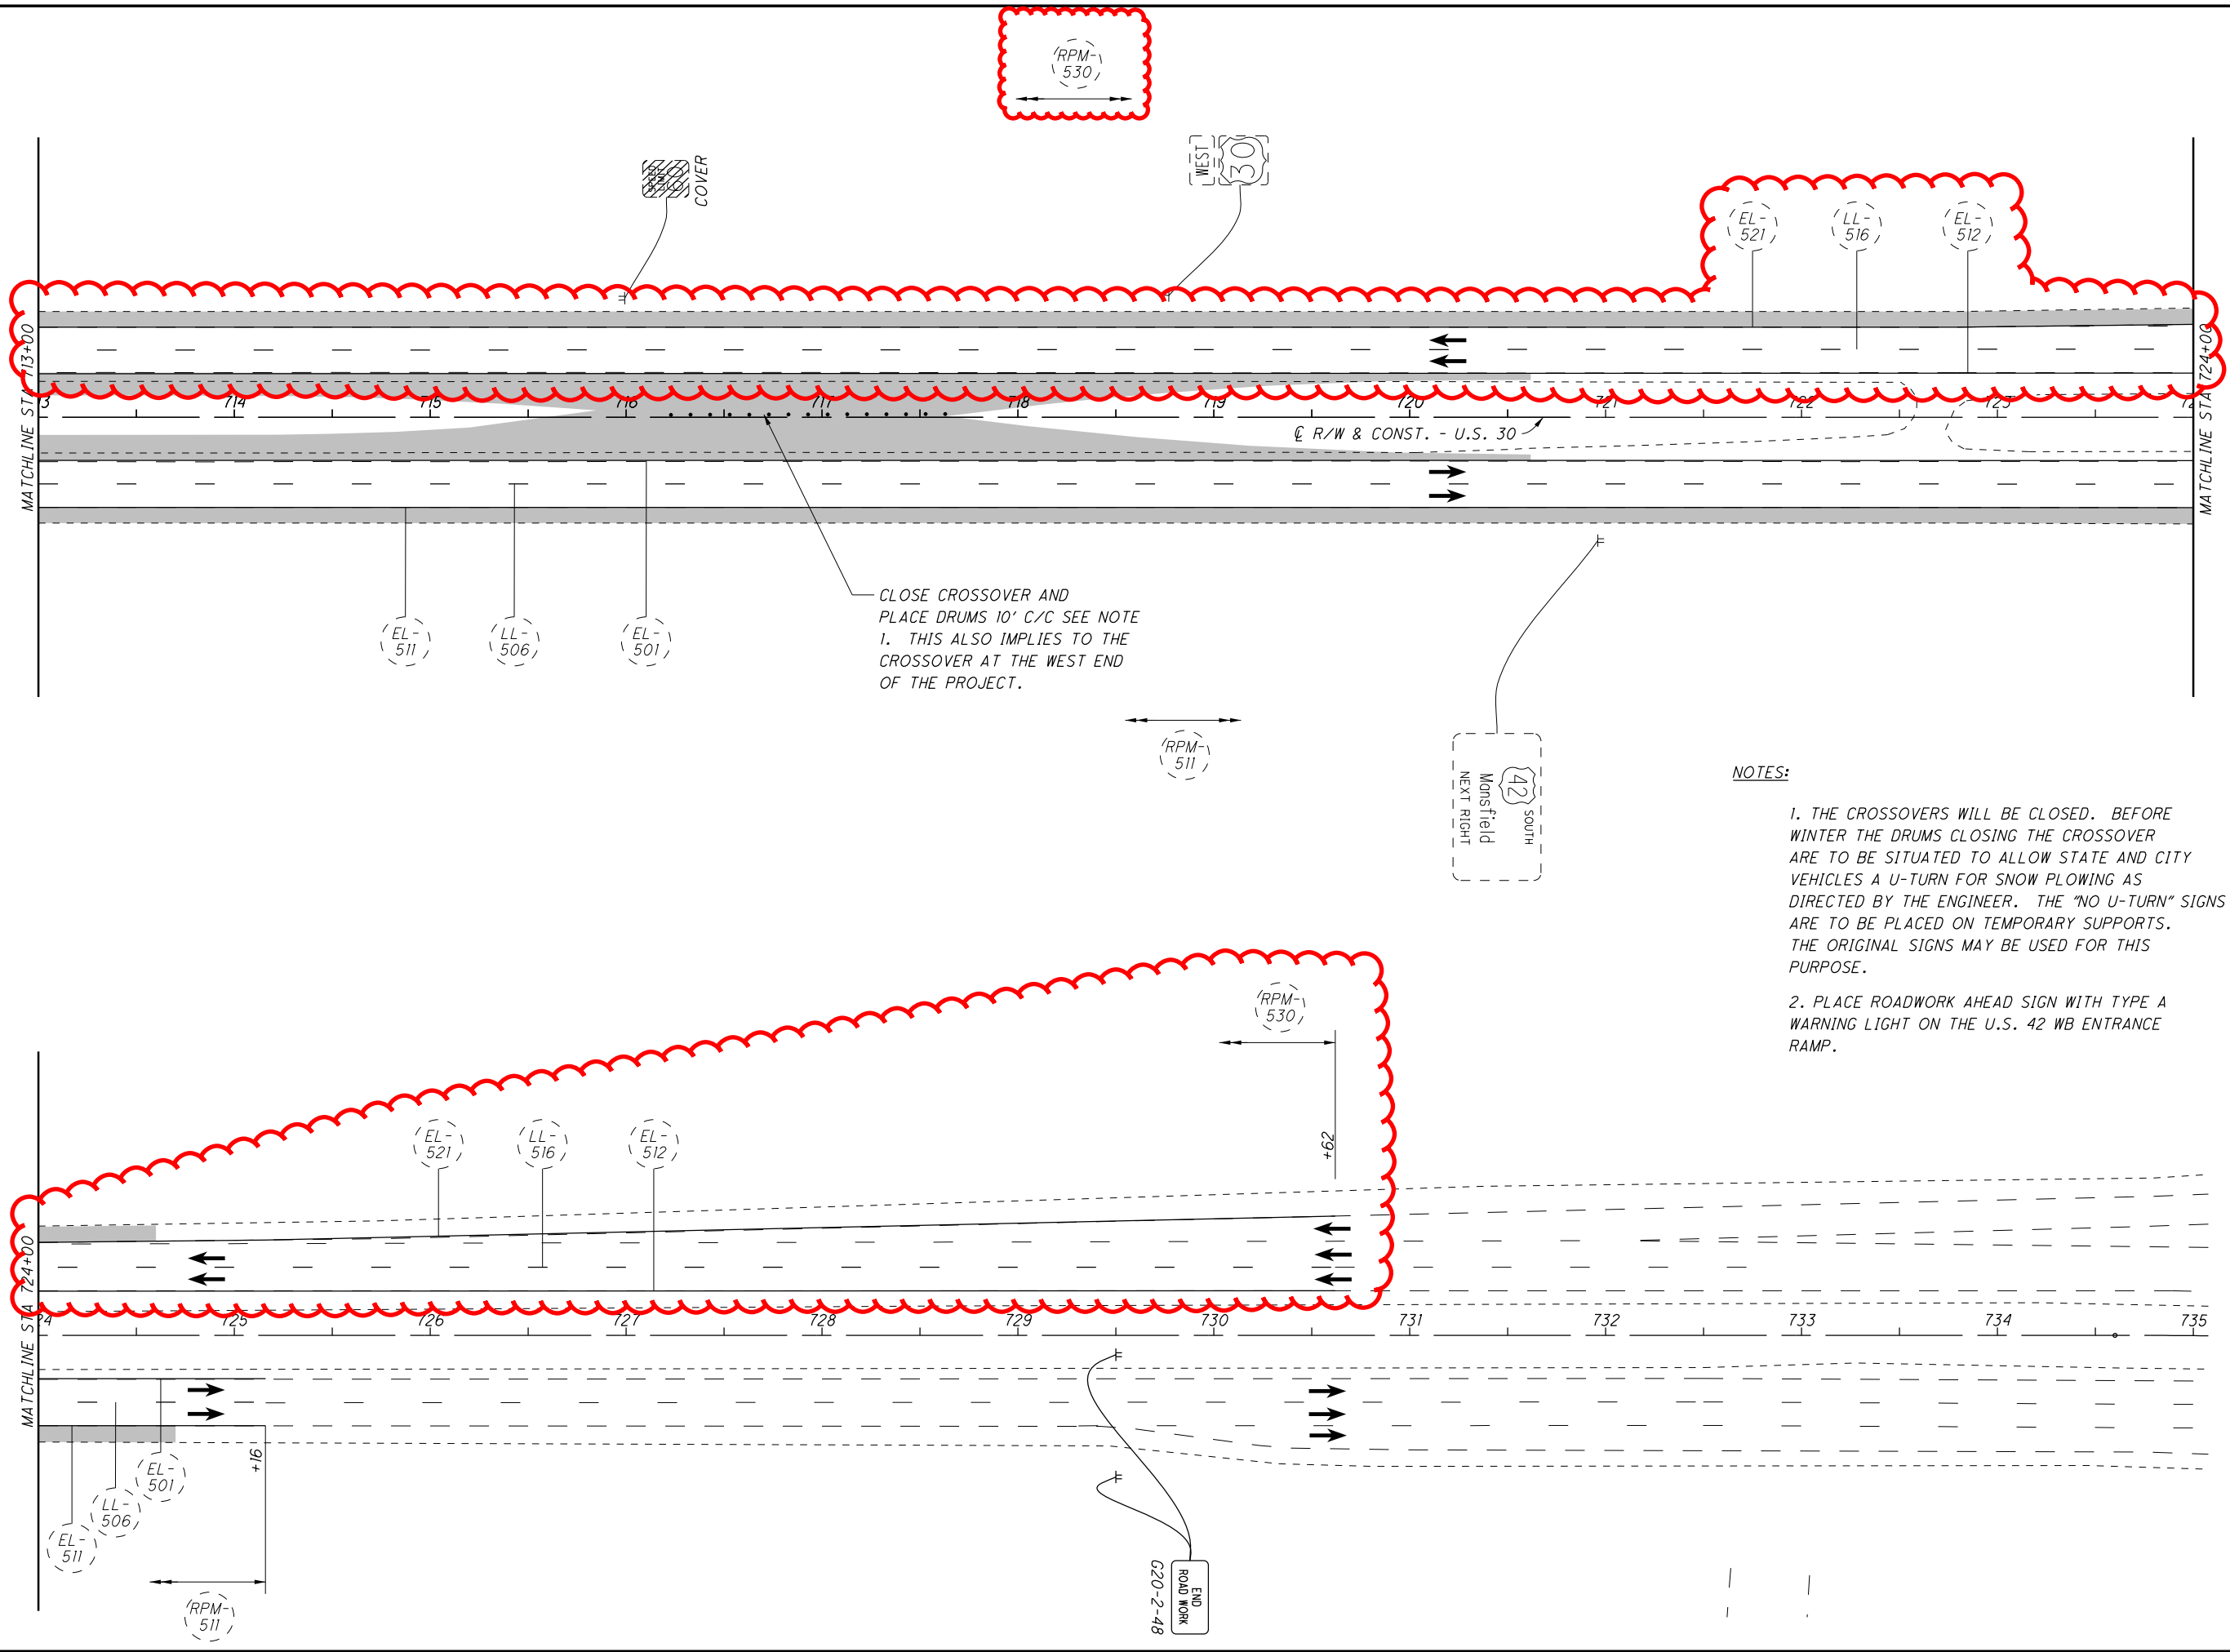 RPM-
530
SPEED
LIMIT
60
COVER
WEST
30
EL-
521
LL-
516
EL-
512
MATCHLINE STA 713+00
MATCHLINE STA 724+00
714
715
716
717
718
719
720
721
722
723
℄ R/W & CONST. - U.S. 30
EL-
511
LL-
506
EL-
501
CLOSE CROSSOVER AND
PLACE DRUMS 10' C/C SEE NOTE
1. THIS ALSO IMPLIES TO THE
CROSSOVER AT THE WEST END
OF THE PROJECT.
RPM-
511
42 SOUTH
Mansfield
NEXT RIGHT
NOTES:
1. THE CROSSOVERS WILL BE CLOSED. BEFORE
WINTER THE DRUMS CLOSING THE CROSSOVER
ARE TO BE SITUATED TO ALLOW STATE AND CITY
VEHICLES A U-TURN FOR SNOW PLOWING AS
DIRECTED BY THE ENGINEER. THE "NO U-TURN" SIGNS
ARE TO BE PLACED ON TEMPORARY SUPPORTS.
THE ORIGINAL SIGNS MAY BE USED FOR THIS
PURPOSE.
2. PLACE ROADWORK AHEAD SIGN WITH TYPE A
WARNING LIGHT ON THE U.S. 42 WB ENTRANCE
RAMP.
RPM-
530
+62
EL-
521
LL-
516
EL-
512
MATCHLINE STA 724+00
725
726
727
728
729
730
731
732
733
734
735
EL-
501
LL-
506
EL-
511
+16
RPM-
511
END
ROAD WORK
G20-2-48